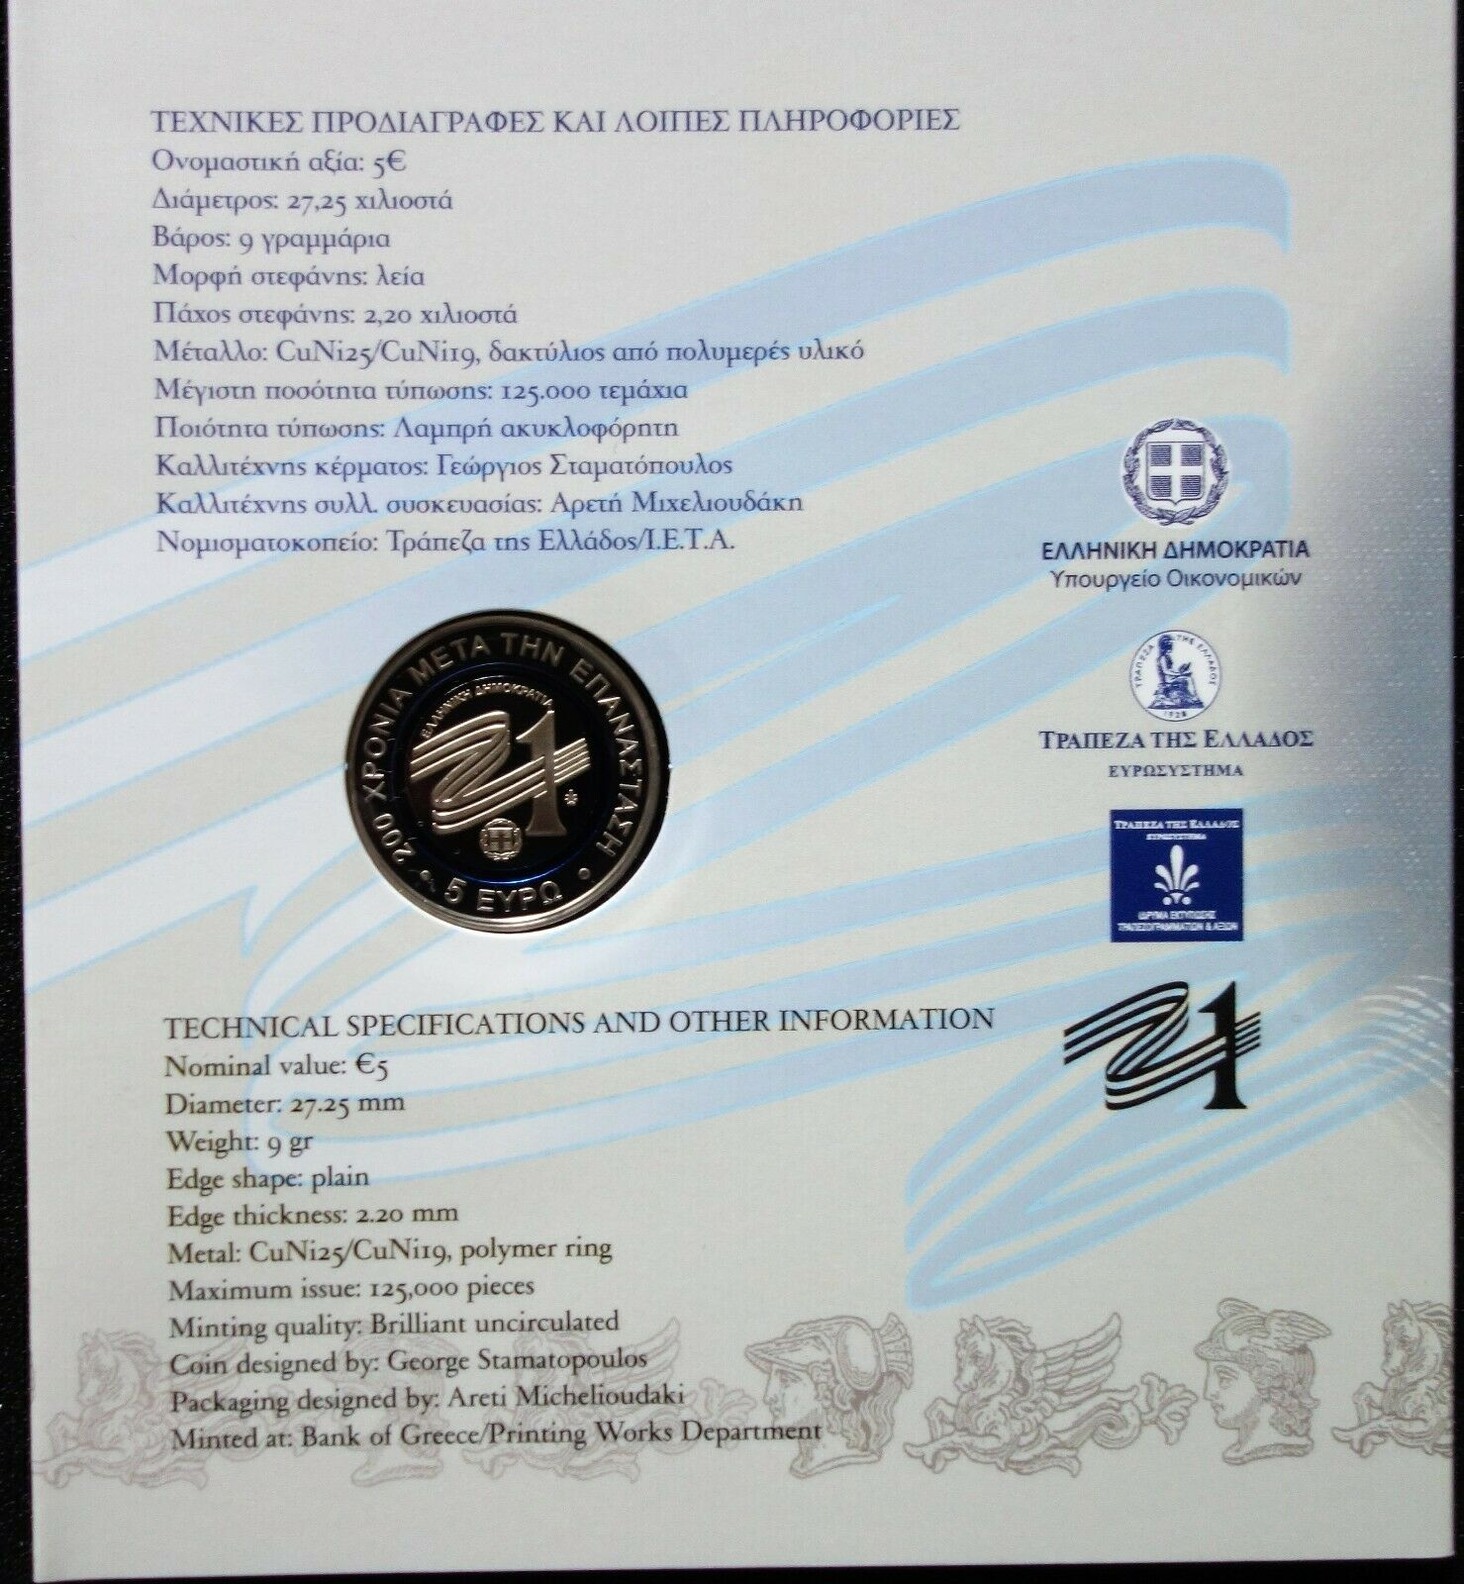 ΤΕΧΝΙΚΕΣ ΠΡΟΔΙΑΓΡΑΦΕΣ ΚΑΙ ΛΟΙΠΕΣ ΠΛΗΡΟΦΟΡΙΕΣ
Ονομαστική αξία: 5€
Διάμετρος: 27,25 χιλιοστά
Βάρος: 9 γραμμάρια
Μορφή στεφάνης: λεία
Πάχος στεφάνης: 2,20 χιλιοστά
Μέταλλο: CuNi25/CuNi19, δακτύλιος από πολυμερές υλικό
Μέγιστη ποσότητα τύπωσης: 125.000 τεμάχια
Ποιότητα τύπωσης: Λαμπρή ακυκλοφόρητη
Καλλιτέχνης κέρματος: Γεώργιος Σταματόπουλος
Καλλιτέχνης συλλ. συσκευασίας: Αρετή Μιχελιουδάκη
Νομισματοκοπείο: Τράπεζα της Ελλάδος/Ι.Ε.Τ.Α.
ΕΛΛΗΝΙΚΗ ΔΗΜΟΚΡΑΤΙΑ
Υπουργείο Οικονομικών
ΤΡΑΠΕΖΑ ΤΗΣ ΕΛΛΑΔΟΣ
1928
ΤΡΑΠΕΖΑ ΤΗΣ ΕΛΛΑΔΟΣ
ΕΥΡΩΣΥΣΤΗΜΑ
ΤΡΑΠΕΖΑ ΤΗΣ ΕΛΛΑΔΟΣ
ΕΥΡΩΣΥΣΤΗΜΑ
ΙΔΡΥΜΑ ΕΚΤΥΠΩΣΗΣ
ΤΡΑΠΕΖΟΓΡΑΜΜΑΤΙΩΝ & ΑΞΙΩΝ
21
200 ΧΡΟΝΙΑ ΜΕΤΑ ΤΗΝ ΕΠΑΝΑΣΤΑΣΗ
ΕΛΛΗΝΙΚΗ ΔΗΜΟΚΡΑΤΙΑ
21
5 ΕΥΡΩ
TECHNICAL SPECIFICATIONS AND OTHER INFORMATION
Nominal value: €5
Diameter: 27.25 mm
Weight: 9 gr
Edge shape: plain
Edge thickness: 2.20 mm
Metal: CuNi25/CuNi19, polymer ring
Maximum issue: 125,000 pieces
Minting quality: Brilliant uncirculated
Coin designed by: George Stamatopoulos
Packaging designed by: Areti Michelioudaki
Minted at: Bank of Greece/Printing Works Department